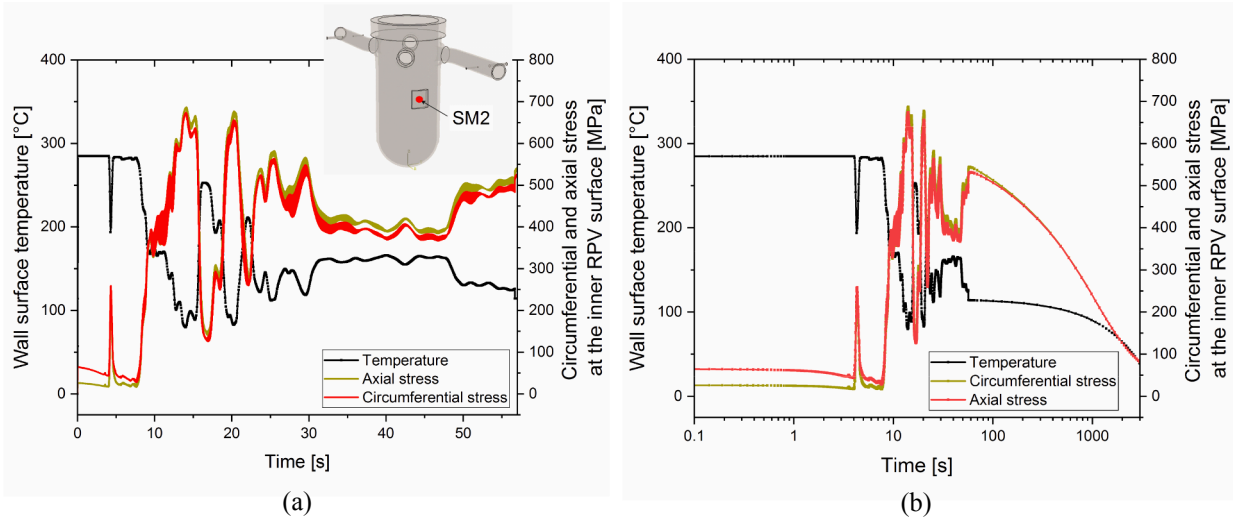 SM2
Wall surface temperature [°C]
400
300
200
100
0
800
700
600
500
400
300
200
100
0
Circumferential and axial stress
at the inner RPV surface [MPa]
Temperature
Axial stress
Circumferential stress
0
10
20
30
40
50
Time [s]
(a)
Wall surface temperature [°C]
400
300
200
100
0
800
700
600
500
400
300
200
100
0
Circumferential and axial stress
at the inner RPV surface [MPa]
Temperature
Circumferential stress
Axial stress
0.1
1
10
100
1000
Time [s]
(b)